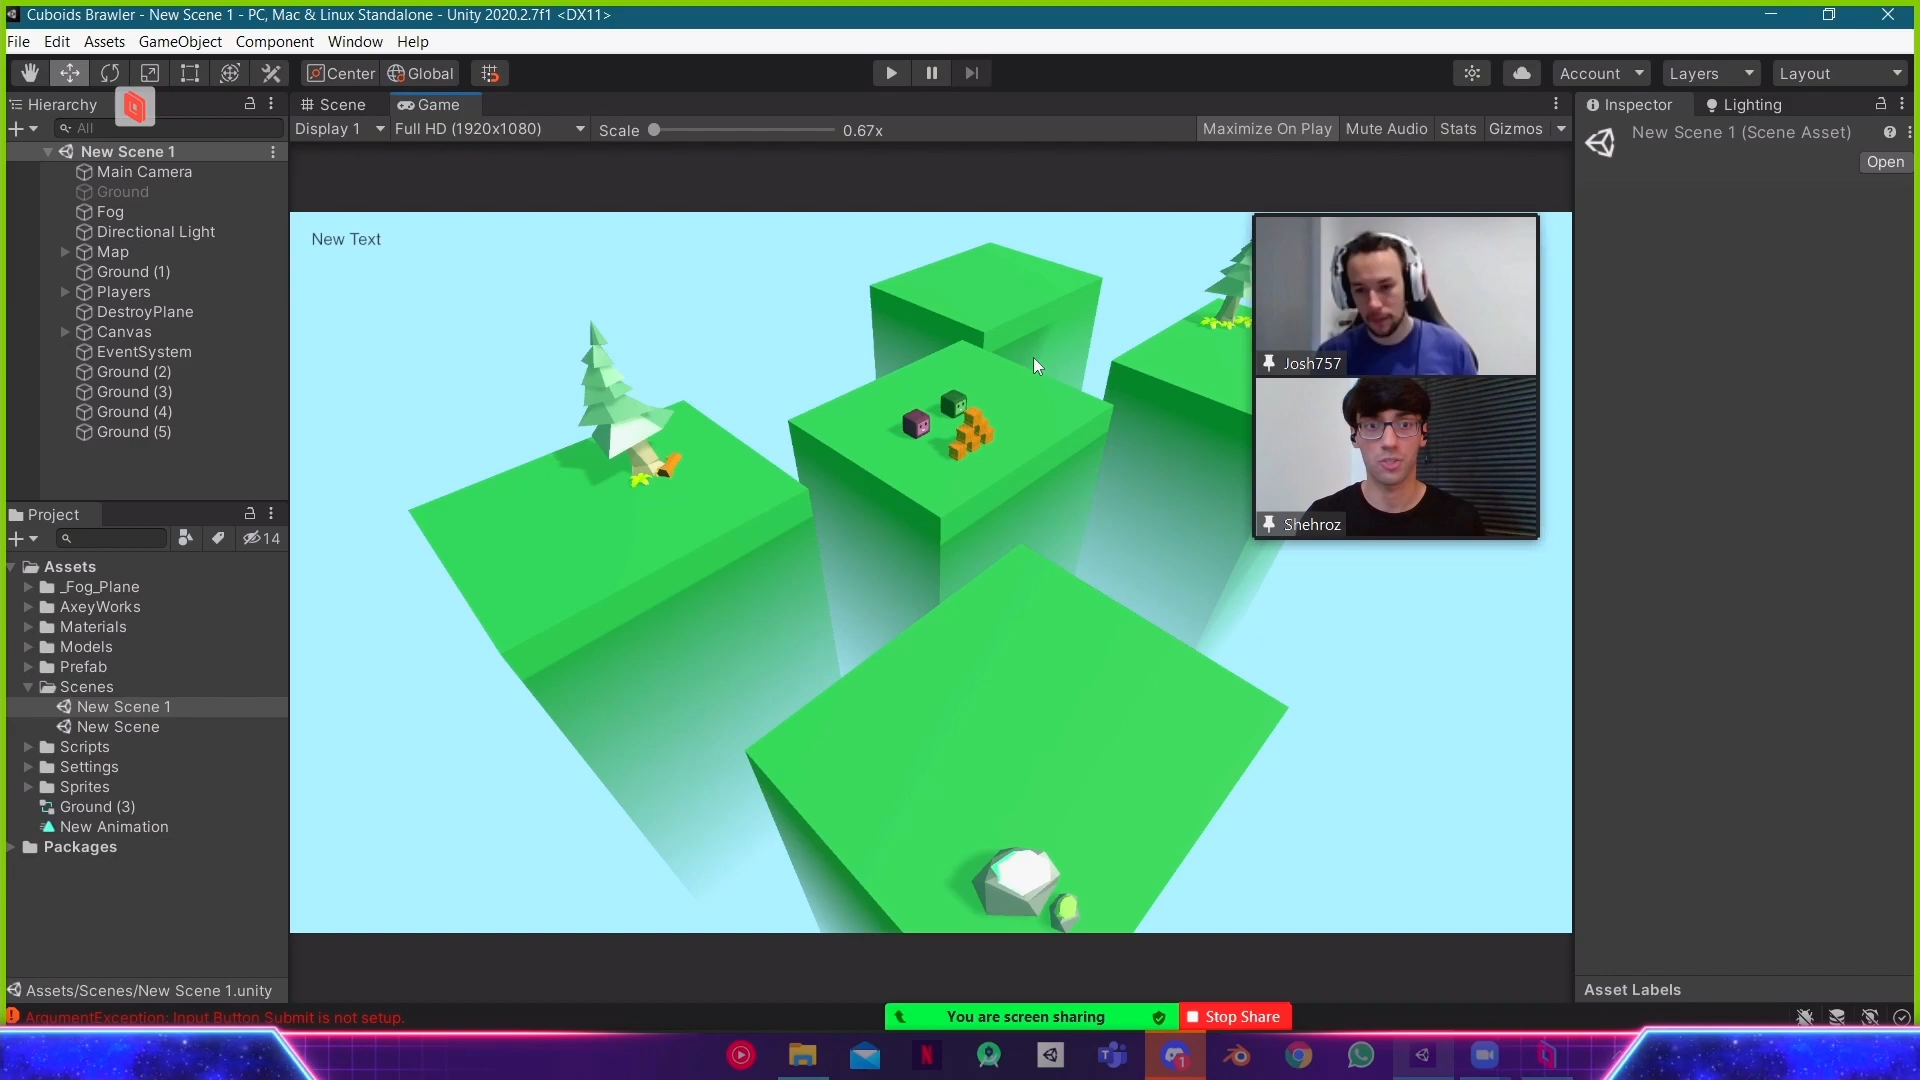 Cuboids Brawler - New Scene 1 - PC, Mac & Linux Standalone - Unity 2020.2.7f1 <DX11>
File Edit Assets GameObject Component Window Help
Center Global Account Layers Layout
Hierarchy
All
Scene Game
Display 1 Full HD (1920x1080) Scale 0.67x Maximize On Play Mute Audio Stats Gizmos
Inspector Lighting
New Scene 1 (Scene Asset)
Open
New Scene 1
Main Camera
Ground
Fog
Directional Light
Map
Ground (1)
Players
DestroyPlane
Canvas
EventSystem
Ground (2)
Ground (3)
Ground (4)
Ground (5)
New Text
Josh757
Shehroz
Project
14
Assets
_Fog_Plane
AxeyWorks
Materials
Models
Prefab
Scenes
New Scene 1
New Scene
Scripts
Settings
Sprites
Ground (3)
New Animation
Packages
Assets/Scenes/New Scene 1.unity
Asset Labels
ArgumentException: Input Button Submit is not setup.
You are screen sharing Stop Share
N
1